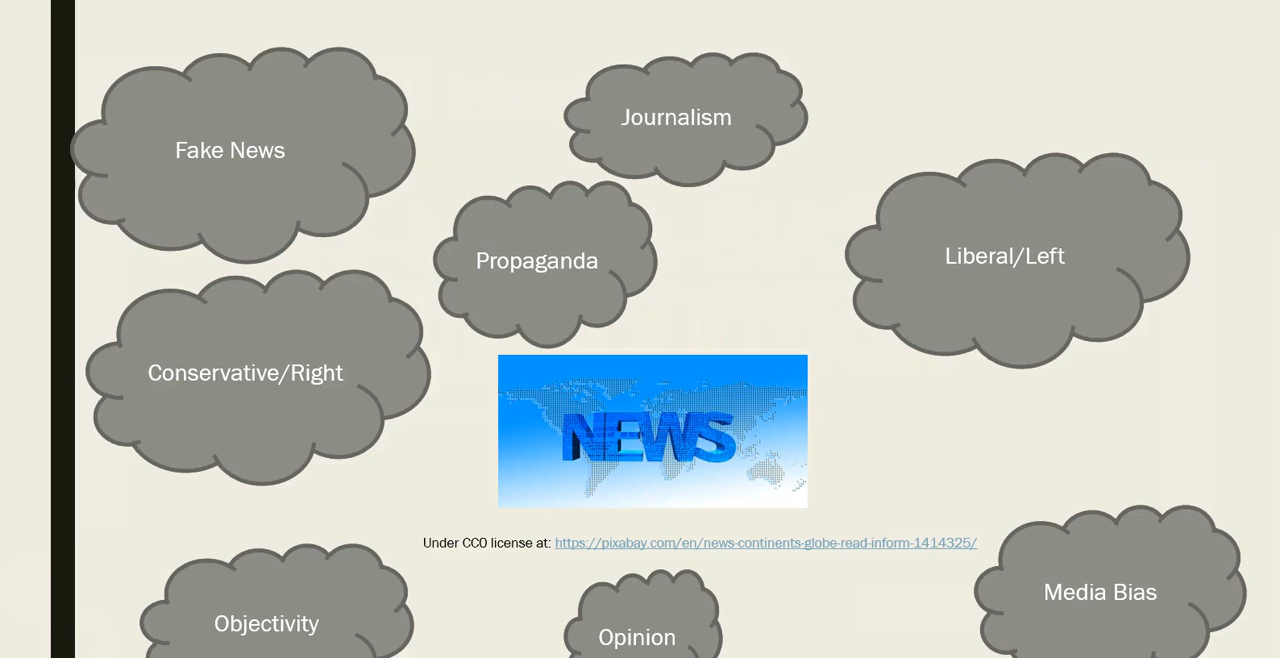 Fake News
Journalism
Propaganda
Liberal/Left
Conservative/Right
NEWS
Under CC0 license at: https://pixabay.com/en/news-continents-globe-read-inform-1414325/
Media Bias
Objectivity
Opinion